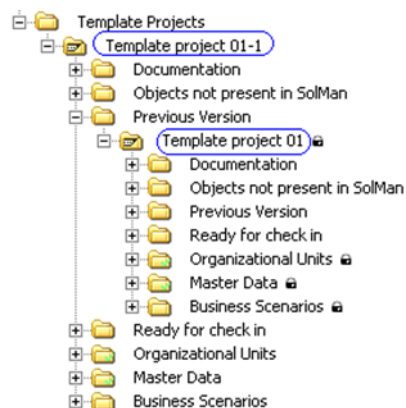 Template Projects
Template project 01-1
Documentation
Objects not present in SolMan
Previous Version
Template project 01
Documentation
Objects not present in SolMan
Previous Version
Ready for check in
Organizational Units
Master Data
Business Scenarios
Ready for check in
Organizational Units
Master Data
Business Scenarios